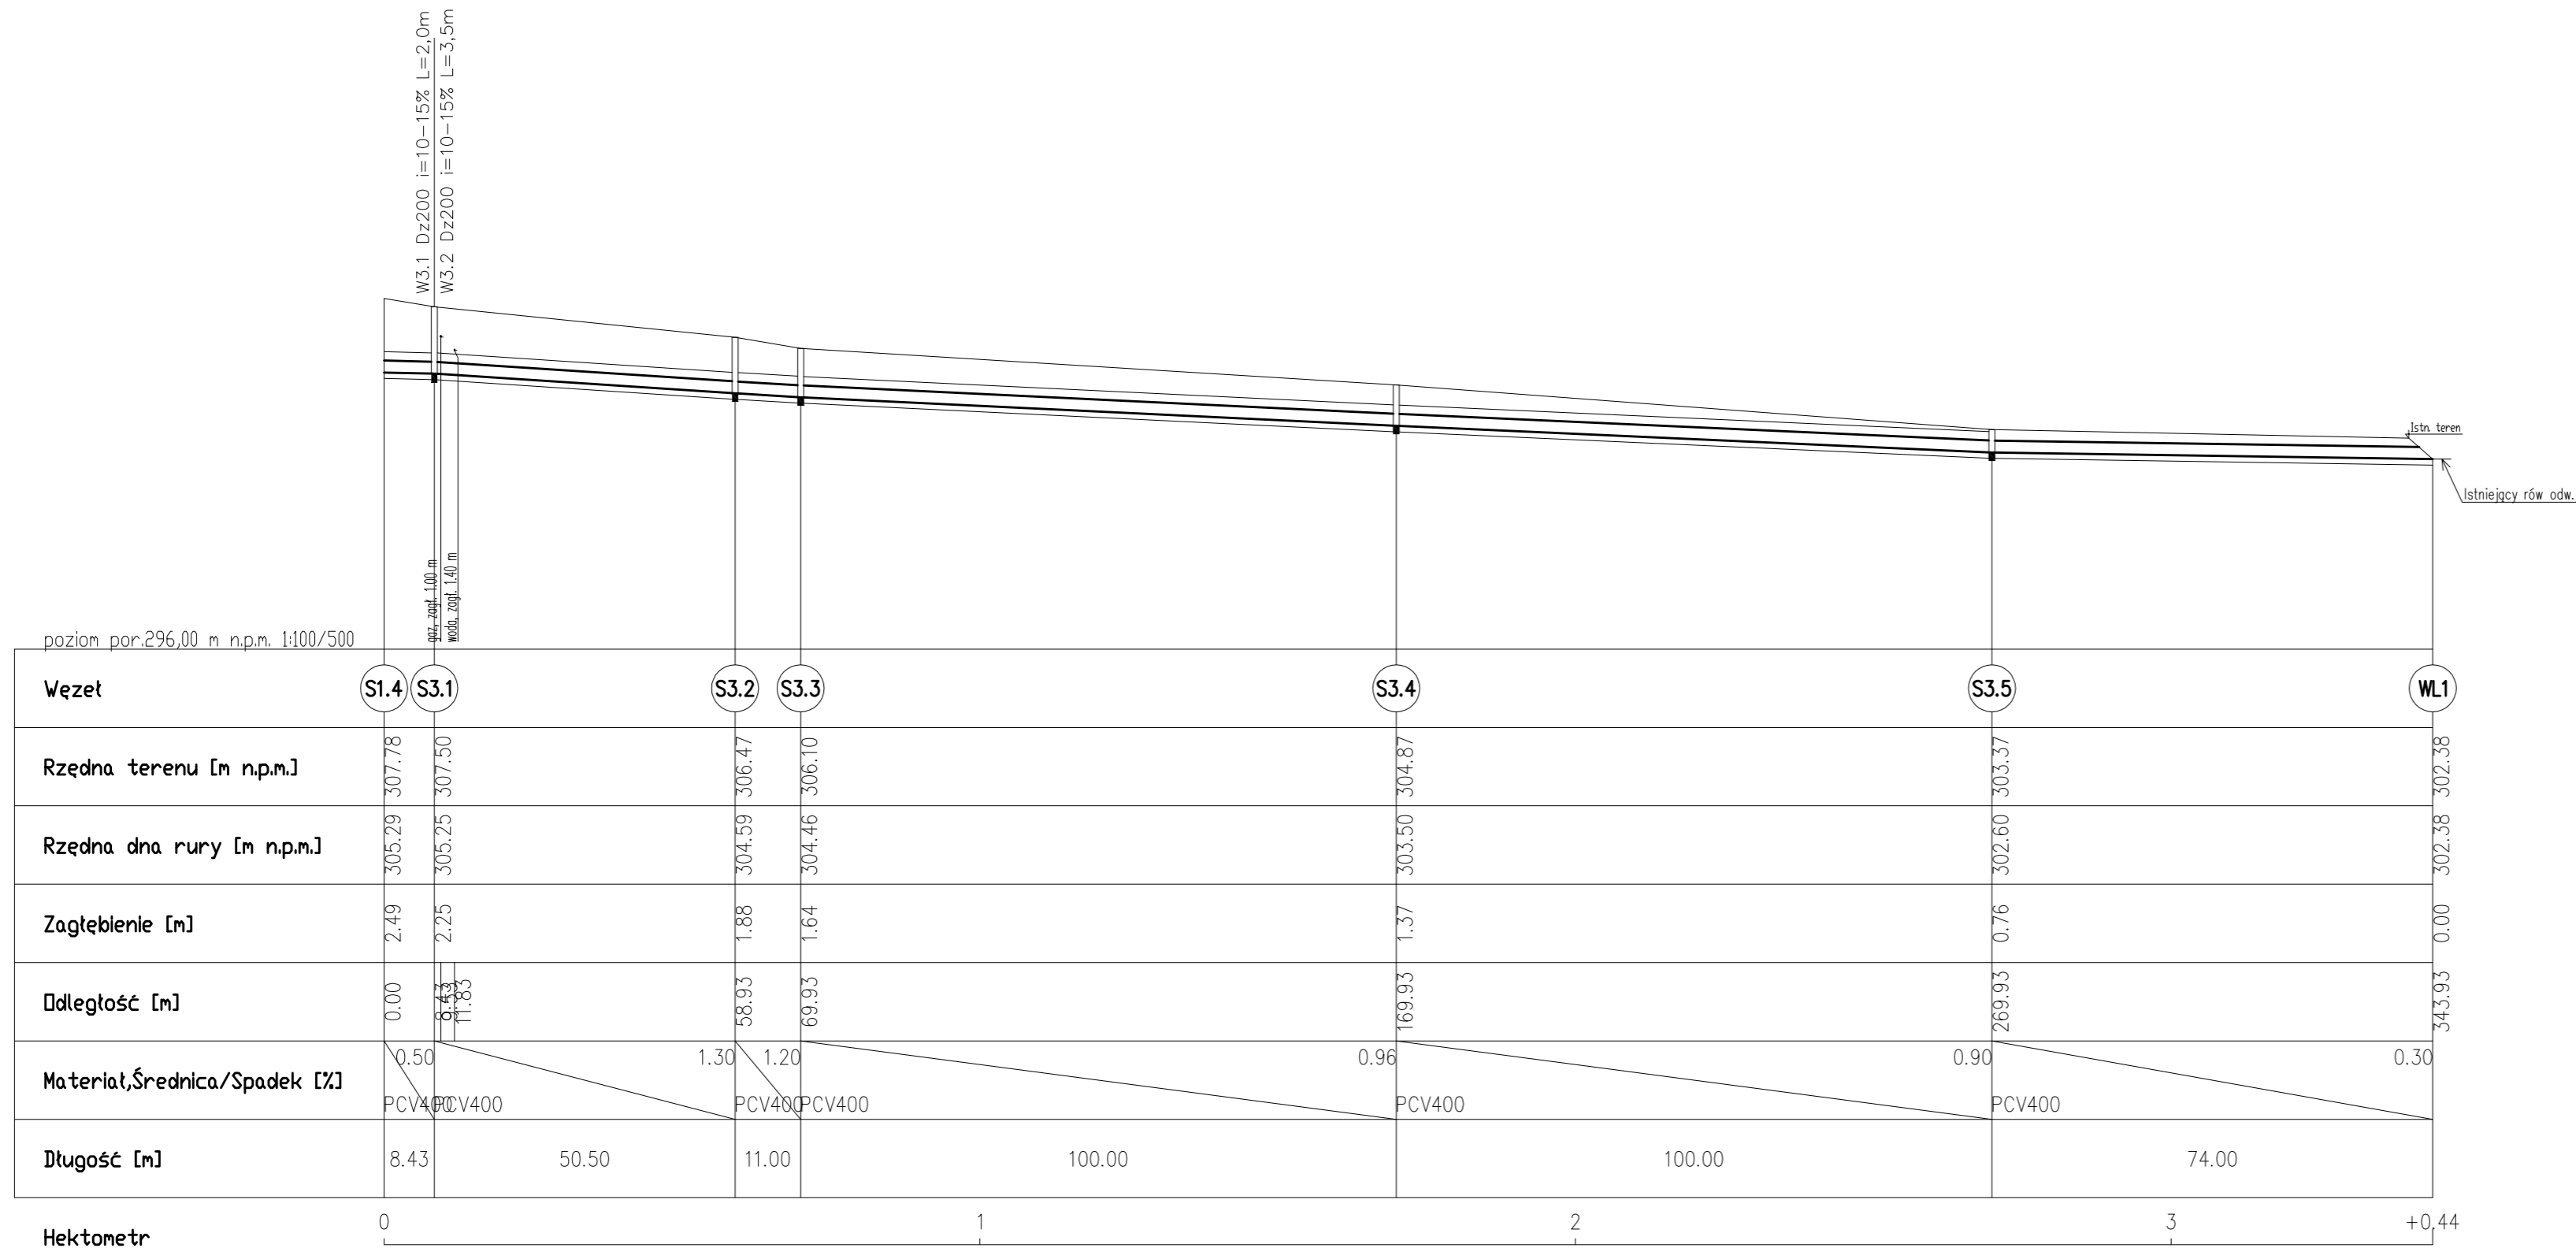 W3.1 Dz200 i=10-15% L=2,0m
W3.2 Dz200 i=10-15% L=3,5m
Istn. teren
Istniejący rów odw.
gaz, zagł. 1.00 m
woda, zagł. 1.40 m
poziom por.296,00 m n.p.m. 1:100/500
Węzeł S1.4 S3.1 S3.2 S3.3 S3.4 S3.5 WL1
Rzędna terenu [m n.p.m.] 307.78 307.50 306.47 306.10 304.87 303.37 302.38
Rzędna dna rury [m n.p.m.] 305.29 305.25 304.59 304.46 303.50 302.60 302.38
Zagłębienie [m] 2.49 2.25 1.88 1.64 1.37 0.76 0.00
Odległość [m] 0.00 8.43 11.83 58.93 69.93 169.93 269.93 343.93
0.50 1.30 1.20 0.96 0.90 0.30
Materiał,Średnica/Spadek [%]
PCV400 PCV400 PCV400 PCV400 PCV400 PCV400
Długość [m] 8.43 50.50 11.00 100.00 100.00 74.00
Hektometr 0 1 2 3 +0.44